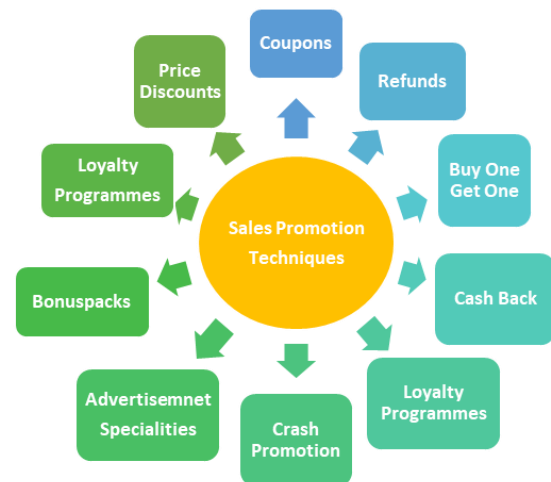 Coupons
Refunds
Buy One
Get One
Cash Back
Loyalty
Programmes
Crash
Promotion
Advertisemnet
Specialities
Bonuspacks
Loyalty
Programmes
Price
Discounts
Sales Promotion
Techniques